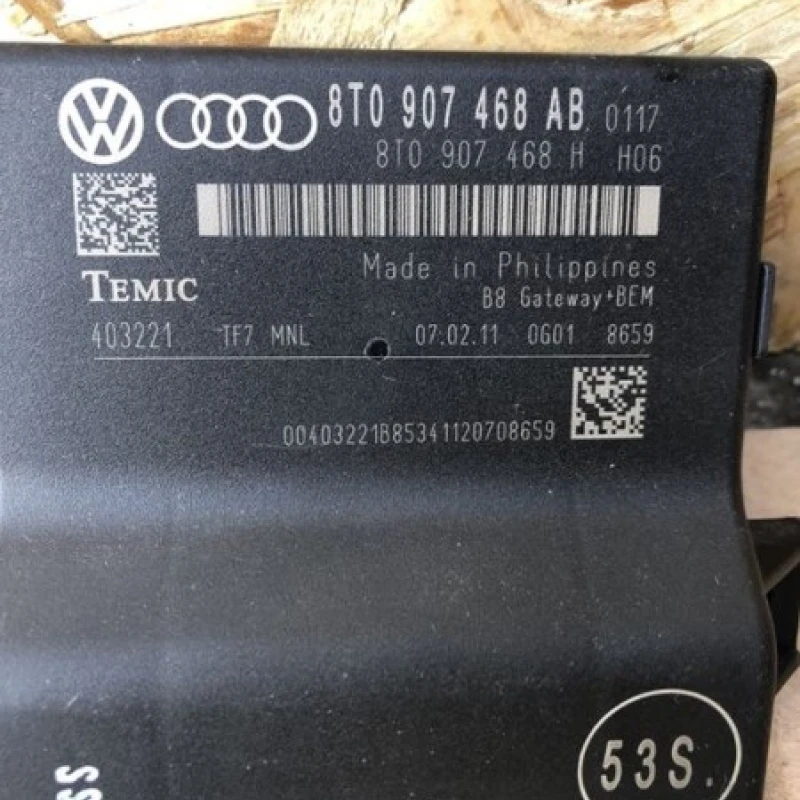 8T0 907 468 AB 0117
8T0 907 468 H H06
Made in Philippines
TEMIC
B8 Gateway+BEM
403221 TF7 MNL 07.02.11 0G01 8659
00403221B85341120708659
53S.
SS